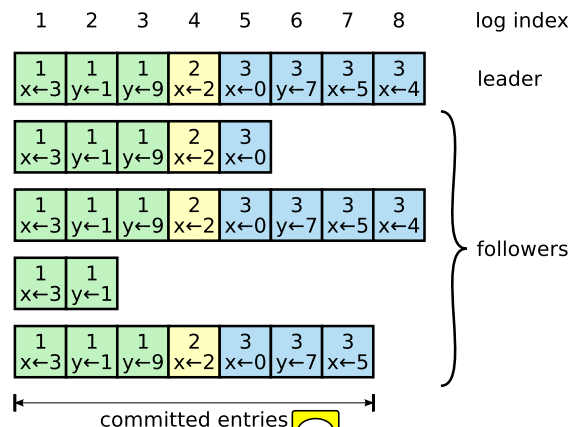 1 2 3 4 5 6 7 8 log index
1 1 1 2 3 3 3 3
x←3 y←1 y←9 x←2 x←0 y←7 x←5 x←4
leader
1 1 1 2 3
x←3 y←1 y←9 x←2 x←0
1 1 1 2 3 3 3 3
x←3 y←1 y←9 x←2 x←0 y←7 x←5 x←4
followers
1 1
x←3 y←1
1 1 1 2 3 3 3
x←3 y←1 y←9 x←2 x←0 y←7 x←5
committed entries